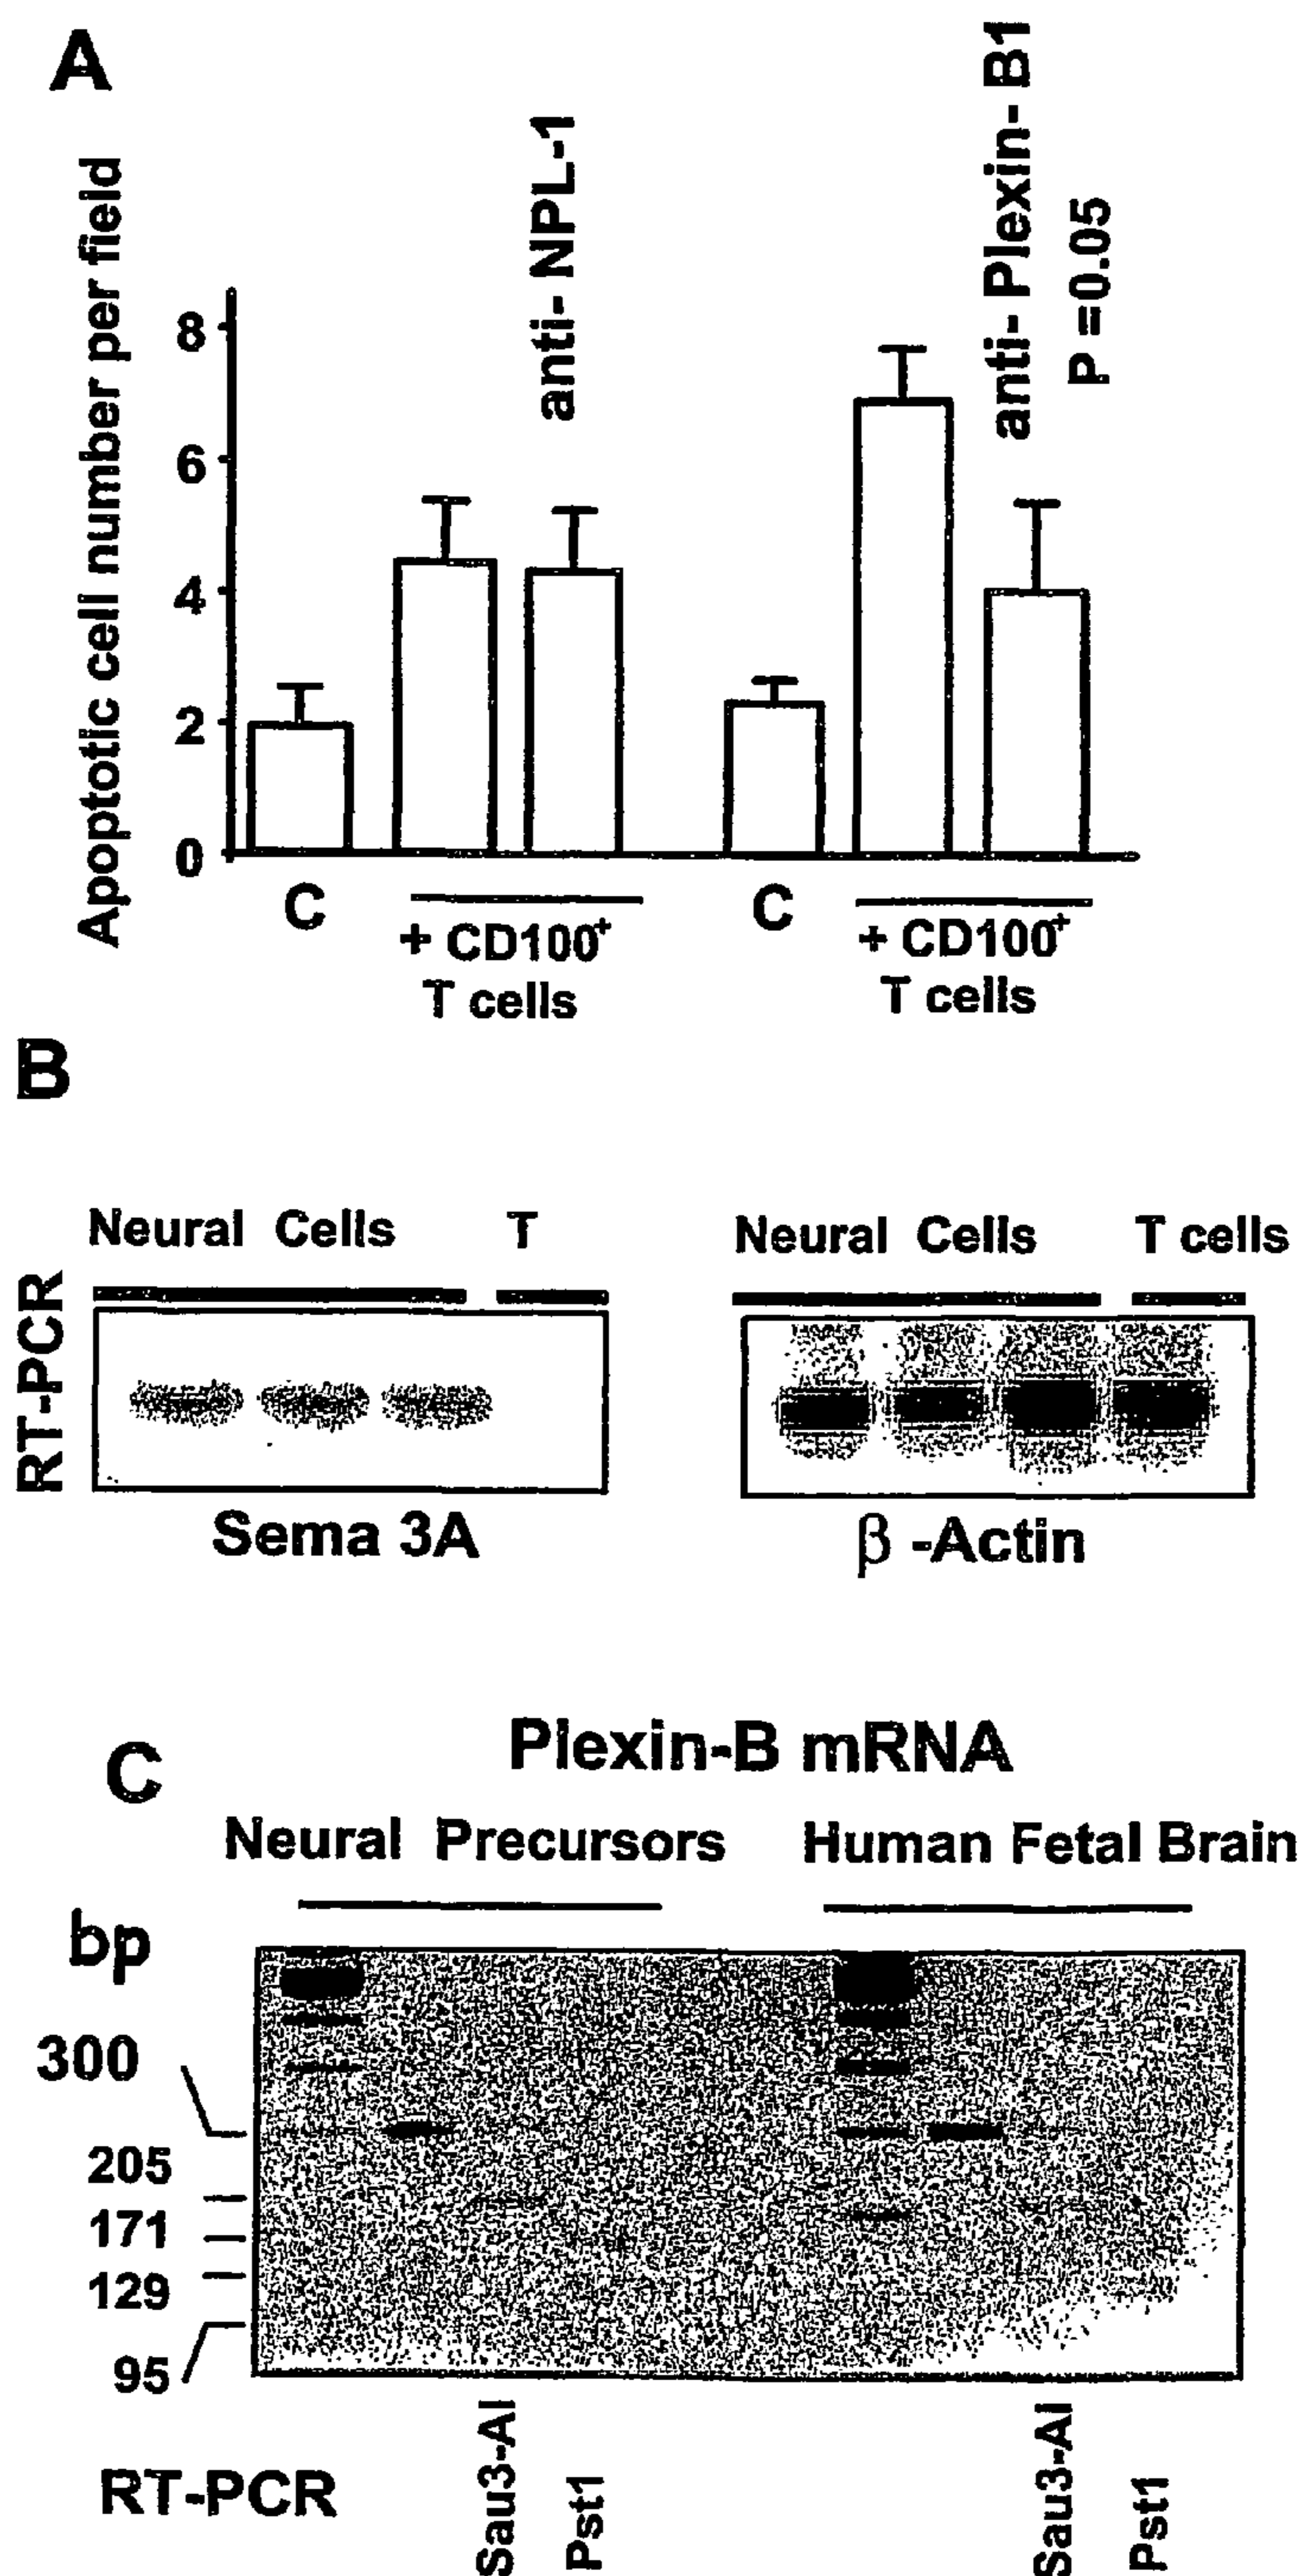 A
Apoptotic cell number per field
8
6
4
2
0
anti- NPL-1
anti- Plexin- B1
P =0.05
C
+ CD100+
T cells
C
+ CD100+
T cells
B
RT-PCR
Neural Cells
T
Sema 3A
Neural Cells
T cells
β -Actin
C
Plexin-B mRNA
Neural Precursors
Human Fetal Brain
bp
300
205
171
129
95
RT-PCR
Sau3-AI
Pst1
Sau3-AI
Pst1